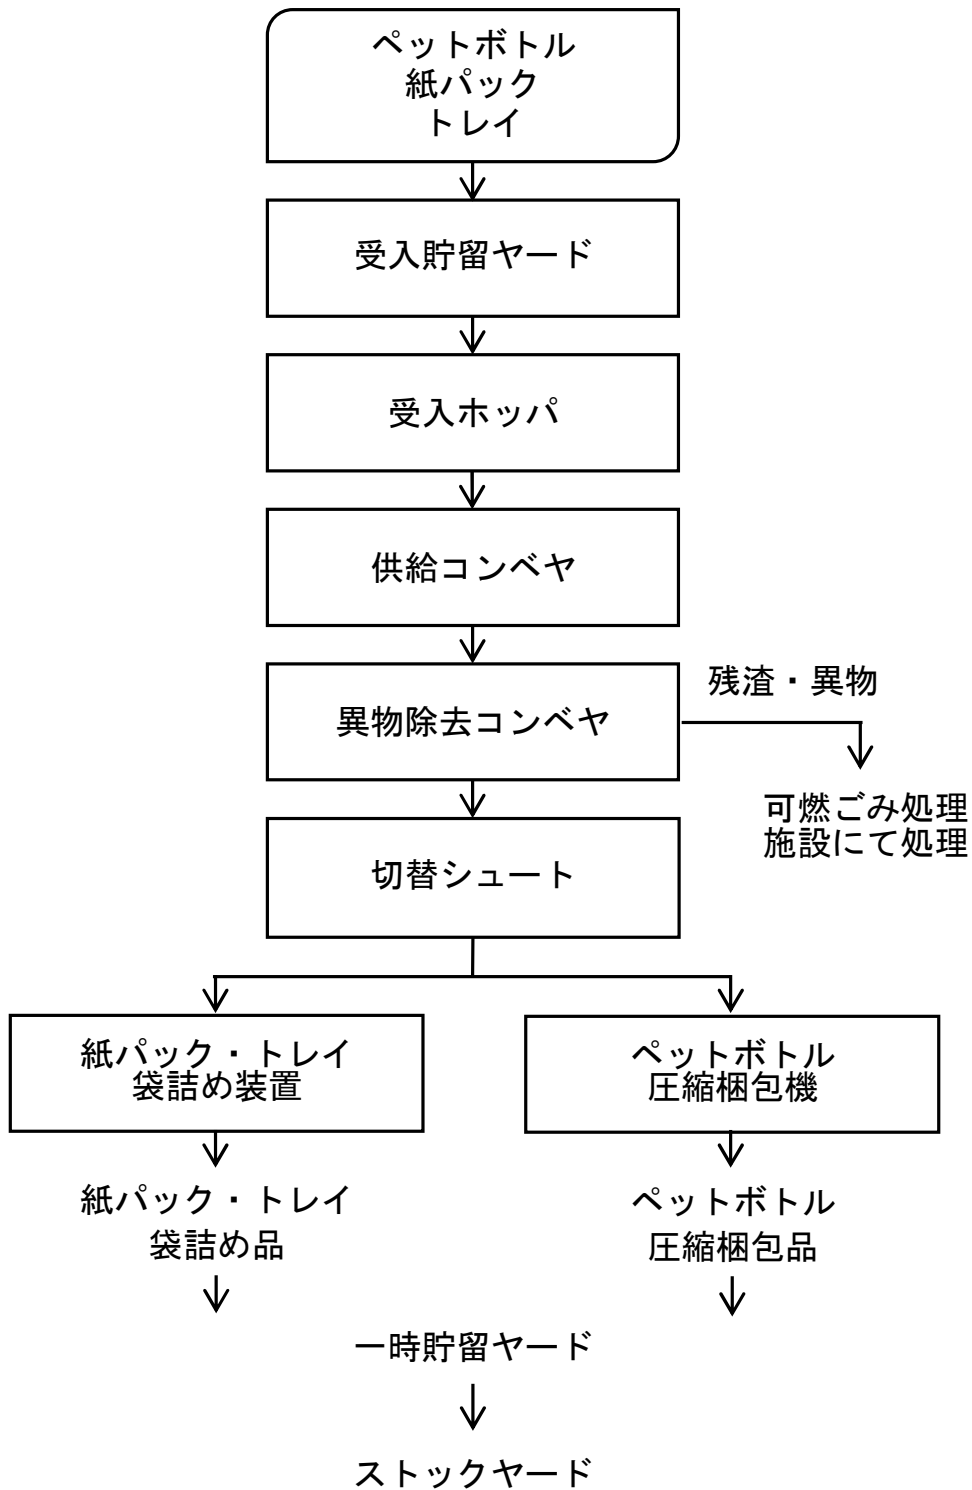 ペットボトル
紙パック
トレイ
受入貯留ヤード
受入ホッパ
供給コンベヤ
残渣・異物
異物除去コンベヤ
可燃ごみ処理
施設にて処理
切替シュート
紙パック・トレイ
袋詰め装置
ペットボトル
圧縮梱包機
紙パック・トレイ
袋詰め品
ペットボトル
圧縮梱包品
一時貯留ヤード
ストックヤード